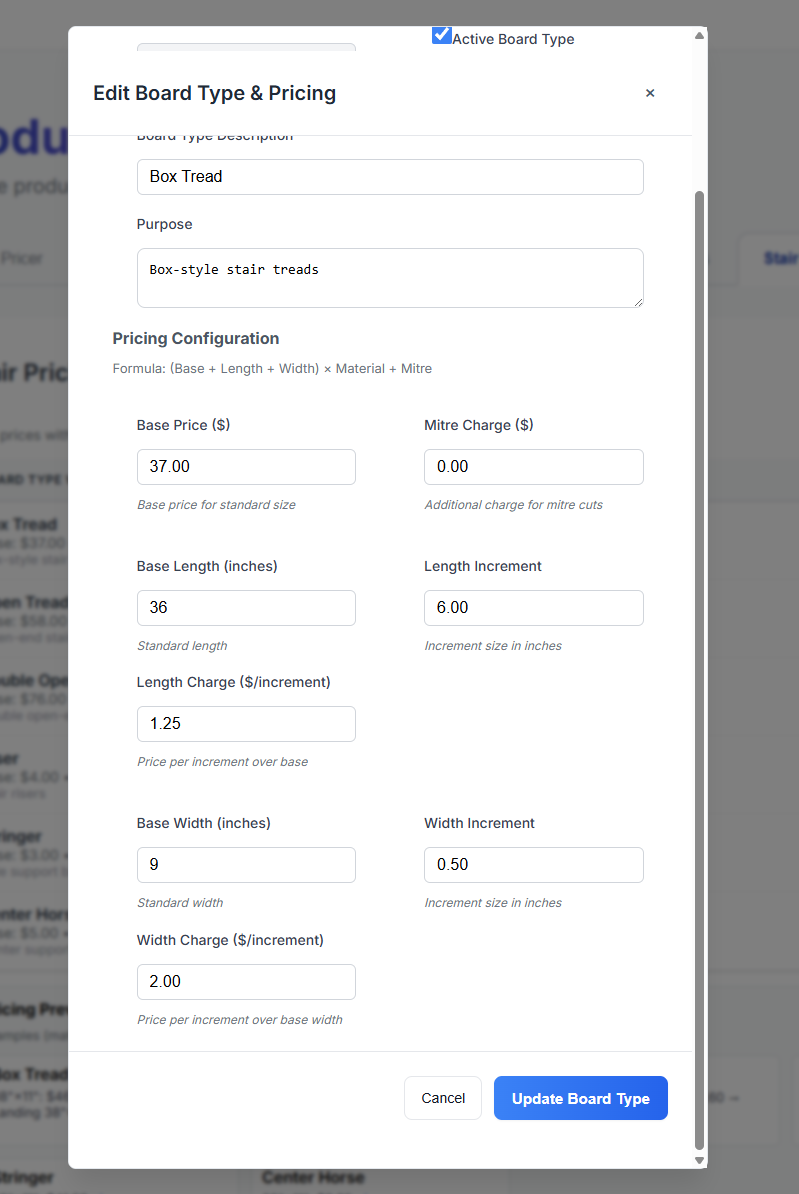 Active Board Type
Edit Board Type & Pricing
×
Board Type Description
Box Tread
Purpose
Box-style stair treads
Pricing Configuration
Formula: (Base + Length + Width) × Material + Mitre
Base Price ($)
Mitre Charge ($)
37.00
0.00
Base price for standard size
Additional charge for mitre cuts
Base Length (inches)
Length Increment
36
6.00
Standard length
Increment size in inches
Length Charge ($/increment)
1.25
Price per increment over base
Base Width (inches)
Width Increment
9
0.50
Standard width
Increment size in inches
Width Charge ($/increment)
2.00
Price per increment over base width
Cancel
Update Board Type
Pricer
Stair
prices
Center Horse